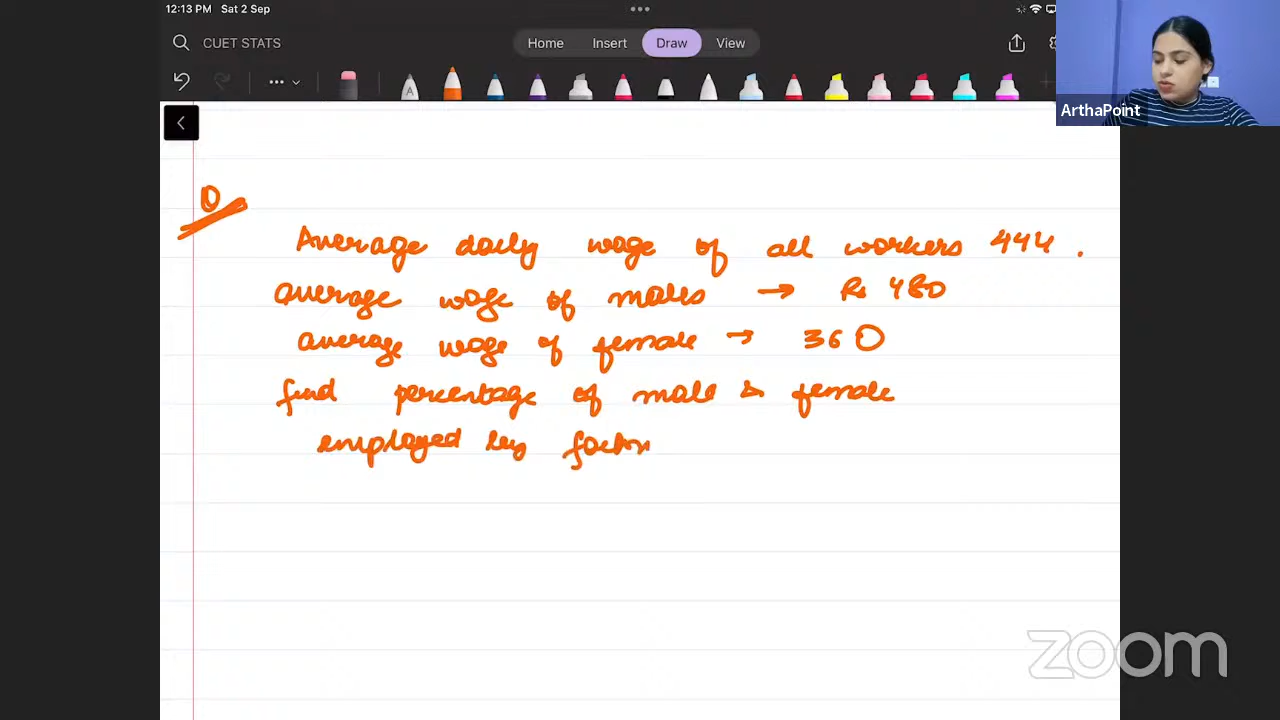 12:13 PM Sat 2 Sep
CUET STATS
Home Insert Draw View
A
ArthaPoint
Q
Average daily wage of all workers 444.
average wage of males → Rs 480
average wage of female → 360
find percentage of male & female
employed by
zoom